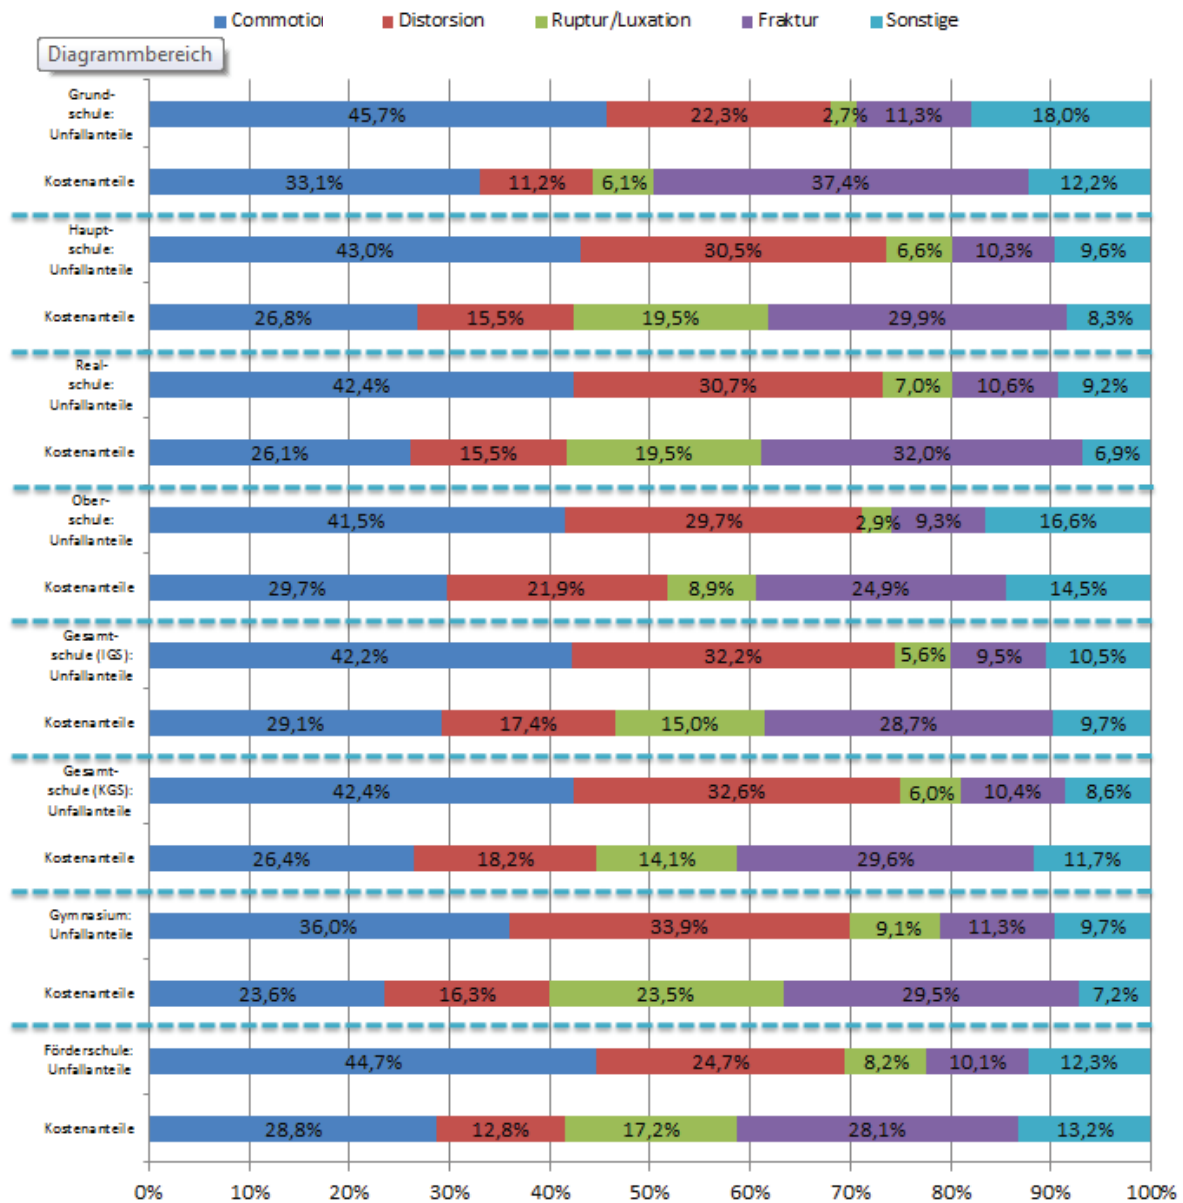 Commotio Distorsion Ruptur/Luxation Fraktur Sonstige
Diagrammbereich
Grund-
schule:
Unfallanteile
45,7% 22,3% 2,7% 11,3% 18,0%
Kostenanteile
33,1% 11,2% 6,1% 37,4% 12,2%
Haupt-
schule:
Unfallanteile
43,0% 30,5% 6,6% 10,3% 9,6%
Kostenanteile
26,8% 15,5% 19,5% 29,9% 8,3%
Real-
schule:
Unfallanteile
42,4% 30,7% 7,0% 10,6% 9,2%
Kostenanteile
26,1% 15,5% 19,5% 32,0% 6,9%
Ober-
schule:
Unfallanteile
41,5% 29,7% 2,9% 9,3% 16,6%
Kostenanteile
29,7% 21,9% 8,9% 24,9% 14,5%
Gesamt-
schule (IGS):
Unfallanteile
42,2% 32,2% 5,6% 9,5% 10,5%
Kostenanteile
29,1% 17,4% 15,0% 28,7% 9,7%
Gesamt-
schule (KGS):
Unfallanteile
42,4% 32,6% 6,0% 10,4% 8,6%
Kostenanteile
26,4% 18,2% 14,1% 29,6% 11,7%
Gymnasium:
Unfallanteile
36,0% 33,9% 9,1% 11,3% 9,7%
Kostenanteile
23,6% 16,3% 23,5% 29,5% 7,2%
Förderschule:
Unfallanteile
44,7% 24,7% 8,2% 10,1% 12,3%
Kostenanteile
28,8% 12,8% 17,2% 28,1% 13,2%
0% 10% 20% 30% 40% 50% 60% 70% 80% 90% 100%